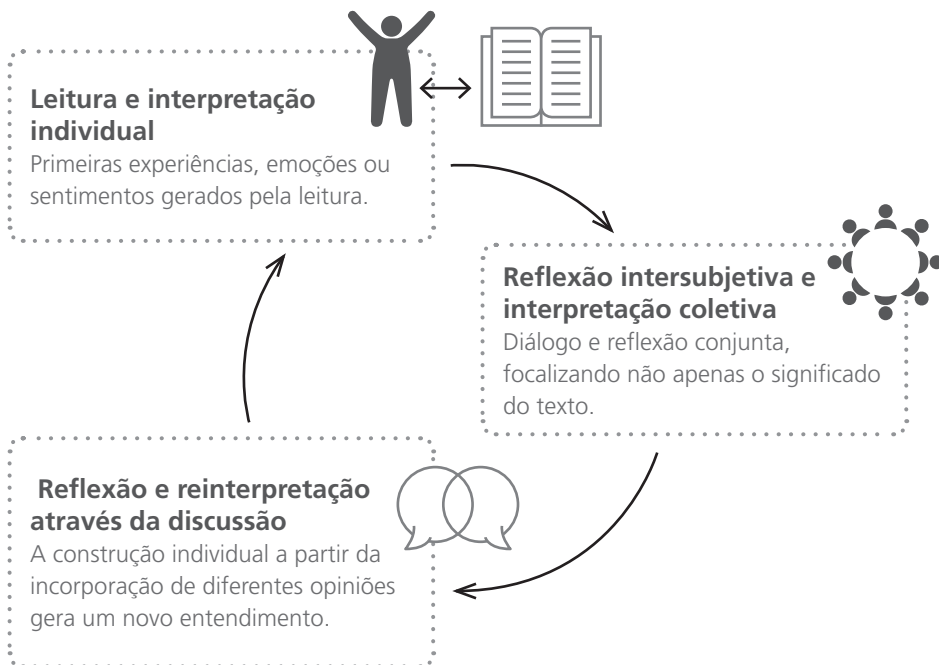 Leitura e interpretação
individual
Primeiras experiências, emoções ou
sentimentos gerados pela leitura.
Reflexão intersubjetiva e
interpretação coletiva
Diálogo e reflexão conjunta,
focalizando não apenas o significado
do texto.
Reflexão e reinterpretação
através da discussão
A construção individual a partir da
incorporação de diferentes opiniões
gera um novo entendimento.